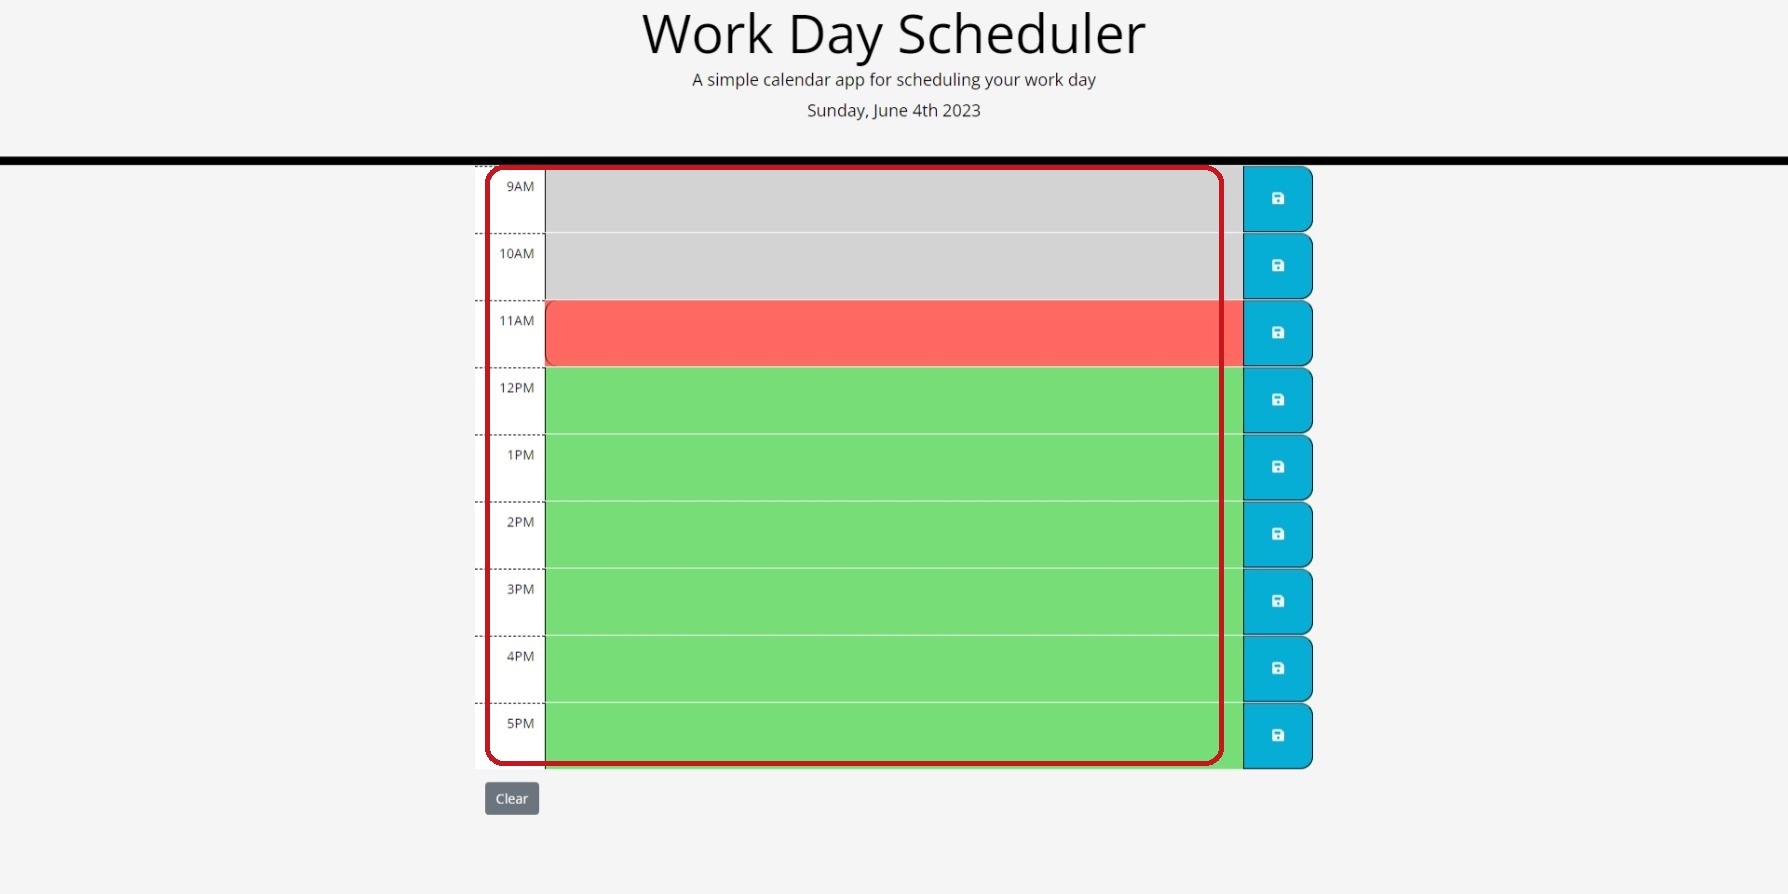 Work Day Scheduler
A simple calendar app for scheduling your work day
Sunday, June 4th 2023
9AM
10AM
11AM
12PM
1PM
2PM
3PM
4PM
5PM
Clear